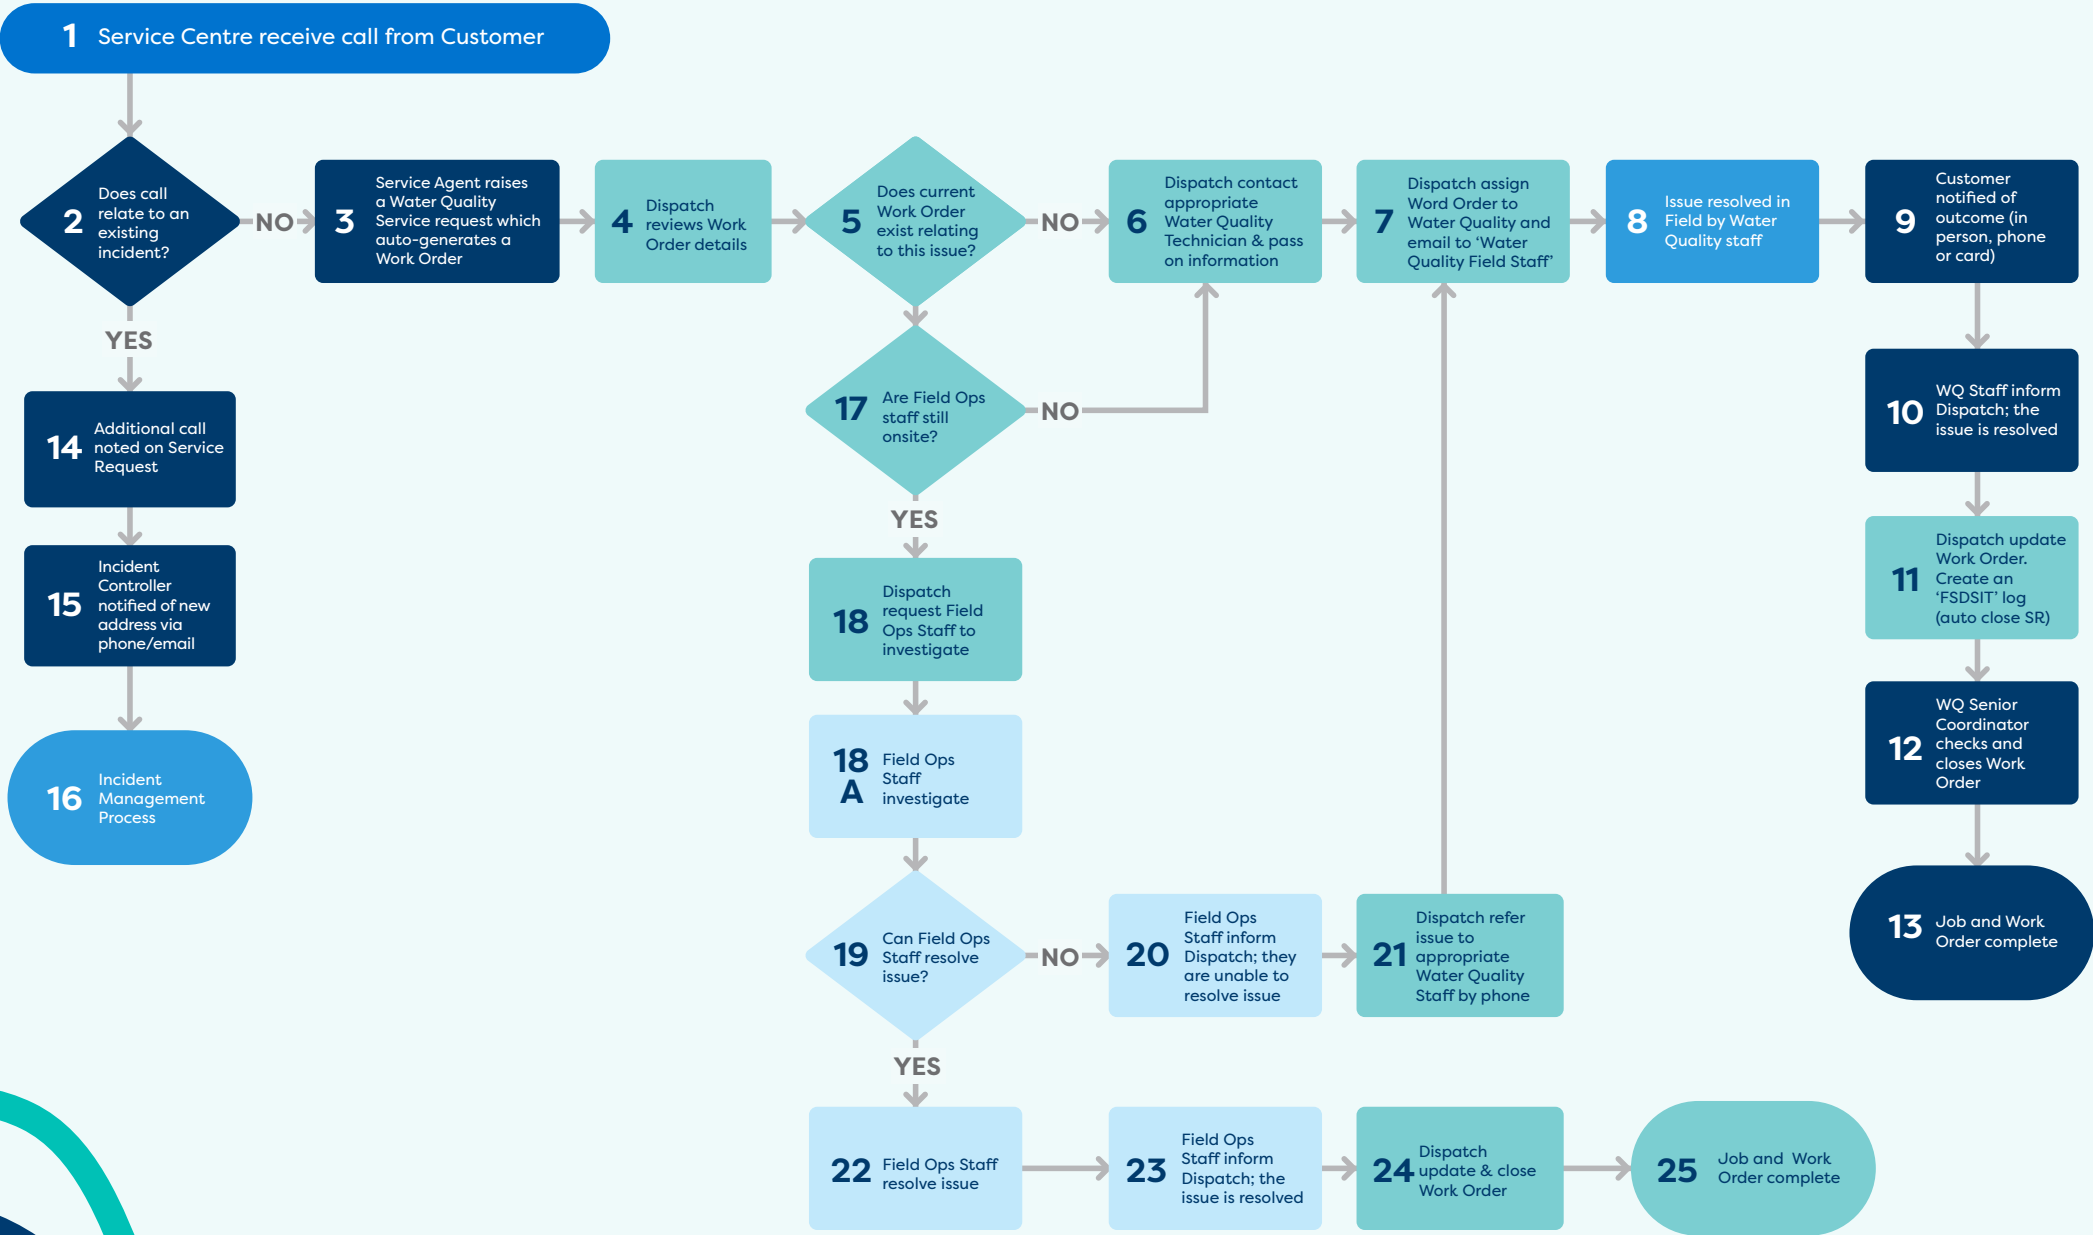 1 Service Centre receive call from Customer
2
Does call
relate to an
existing
incident?
NO
3
Service Agent raises
a Water Quality
Service request which
auto-generates a
Work Order
4
Dispatch
reviews Work
Order details
5
Does current
Work Order
exist relating
to this issue?
NO
6
Dispatch contact
appropriate
Water Quality
Technician & pass
on information
7
Dispatch assign
Word Order to
Water Quality and
email to ‘Water
Quality Field Staff’
8
Issue resolved in
Field by Water
Quality staff
9
Customer
notified of
outcome (in
person, phone
or card)
YES
14
Additional call
noted on Service
Request
15
Incident
Controller
notified of new
address via
phone/email
16
Incident
Management
Process
17
Are Field Ops
staff still
onsite?
NO
YES
18
Dispatch
request Field
Ops Staff to
investigate
18
A
Field Ops
Staff
investigate
19
Can Field Ops
Staff resolve
issue?
NO
20
Field Ops
Staff inform
Dispatch; they
are unable to
resolve issue
21
Dispatch refer
issue to
appropriate
Water Quality
Staff by phone
YES
22
Field Ops Staff
resolve issue
23
Field Ops
Staff inform
Dispatch; the
issue is resolved
24
Dispatch
update & close
Work Order
25
Job and Work
Order complete
10
WQ Staff inform
Dispatch; the
issue is resolved
11
Dispatch update
Work Order.
Create an
‘FSDSIT’ log
(auto close SR)
12
WQ Senior
Coordinator
checks and
closes Work
Order
13
Job and Work
Order complete